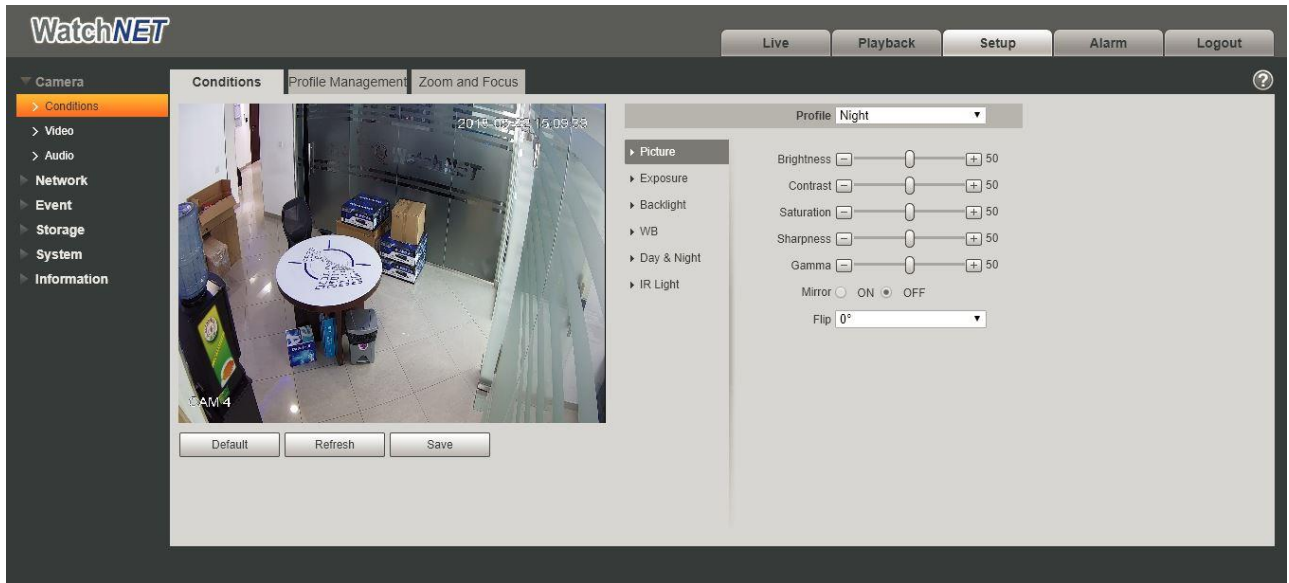 WatchNET
Live
Playback
Setup
Alarm
Logout
Camera
Conditions
Video
Audio
Network
Event
Storage
System
Information
Conditions
Profile Management
Zoom and Focus
?
CAM 4
Default
Refresh
Save
Profile Night
Picture
Exposure
Backlight
WB
Day & Night
IR Light
Brightness 50
Contrast 50
Saturation 50
Sharpness 50
Gamma 50
Mirror ON OFF
Flip 0°